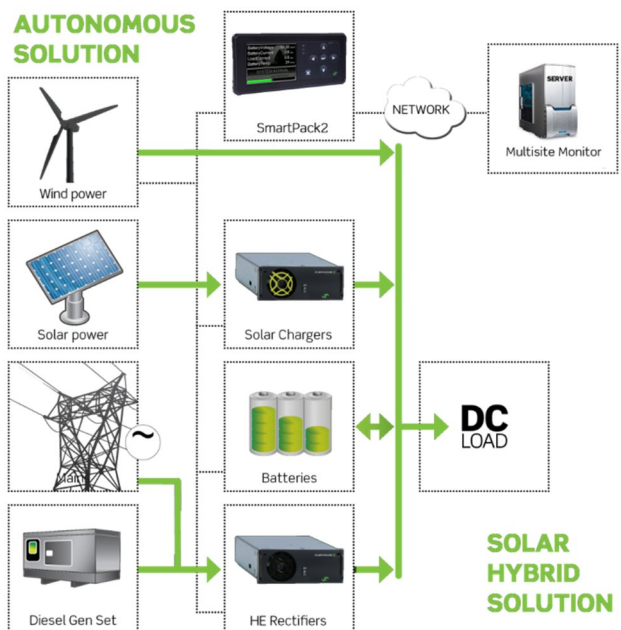 AUTONOMOUS
SOLUTION
SmartPack2
NETWORK
SERVER
Multisite Monitor
Wind power
Solar power
Solar Chargers
Mains
~
Batteries
DC
LOAD
Diesel Gen Set
HE Rectifiers
SOLAR
HYBRID
SOLUTION